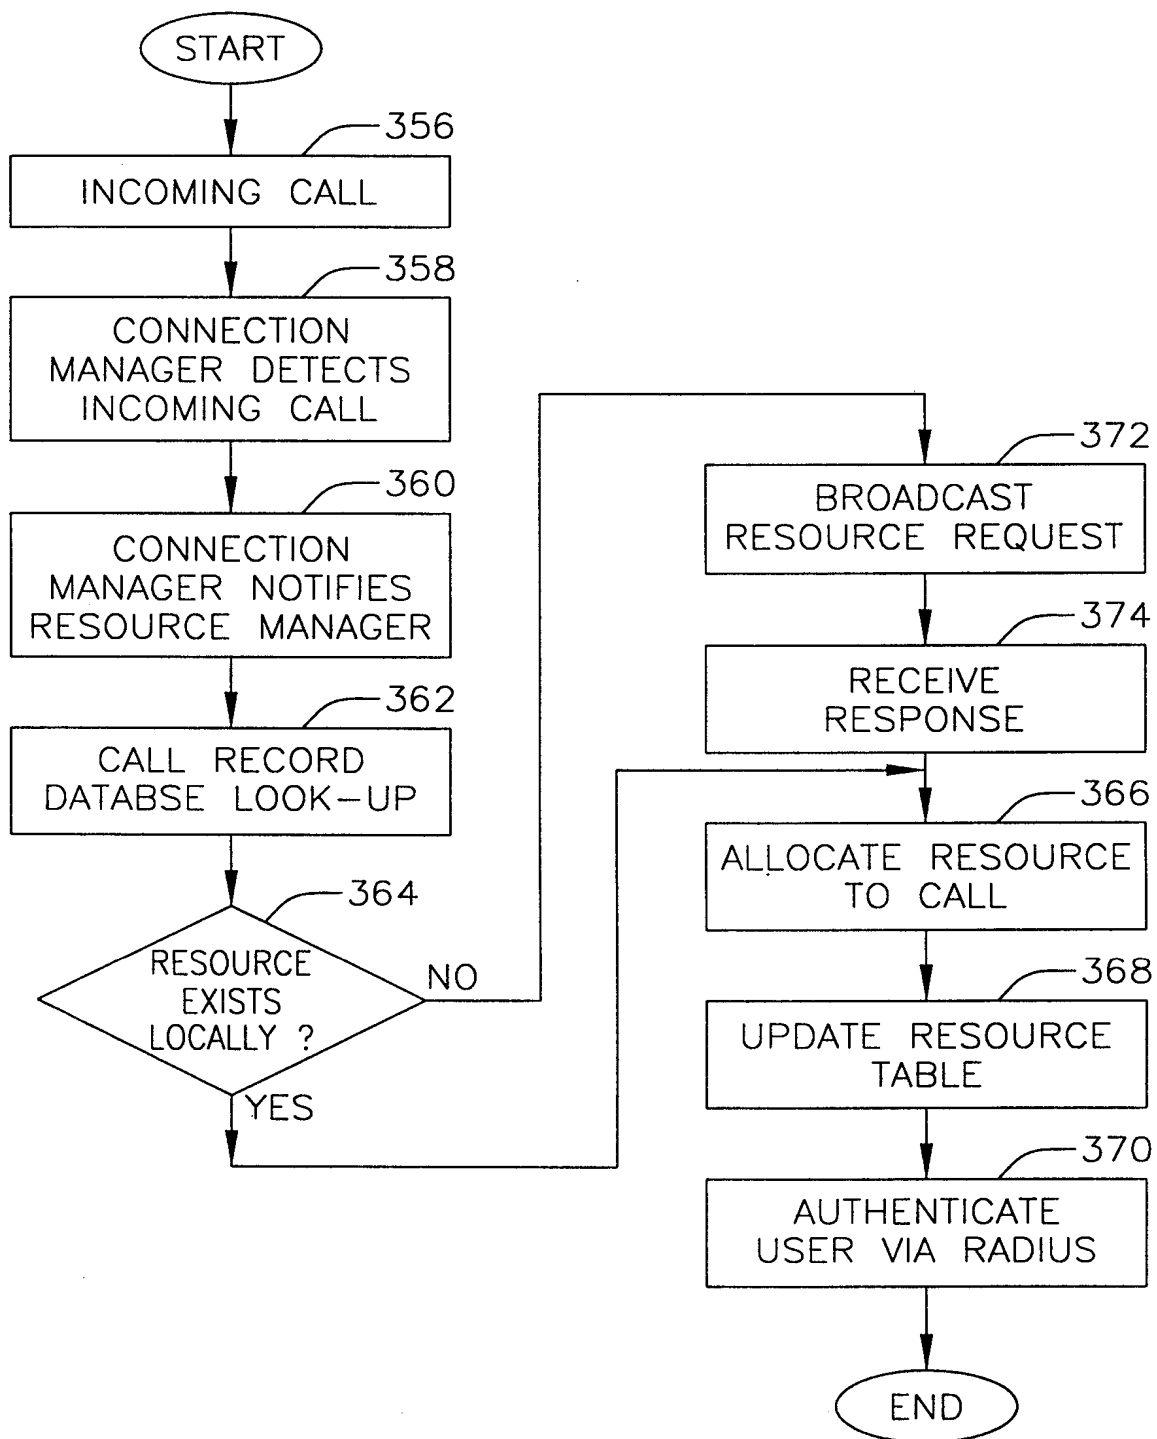 START
356
INCOMING CALL
358
CONNECTION
MANAGER DETECTS
INCOMING CALL
360
CONNECTION
MANAGER NOTIFIES
RESOURCE MANAGER
362
CALL RECORD
DATABSE LOOK-UP
364
RESOURCE
EXISTS
LOCALLY ?
NO
YES
372
BROADCAST
RESOURCE REQUEST
374
RECEIVE
RESPONSE
366
ALLOCATE RESOURCE
TO CALL
368
UPDATE RESOURCE
TABLE
370
AUTHENTICATE
USER VIA RADIUS
END